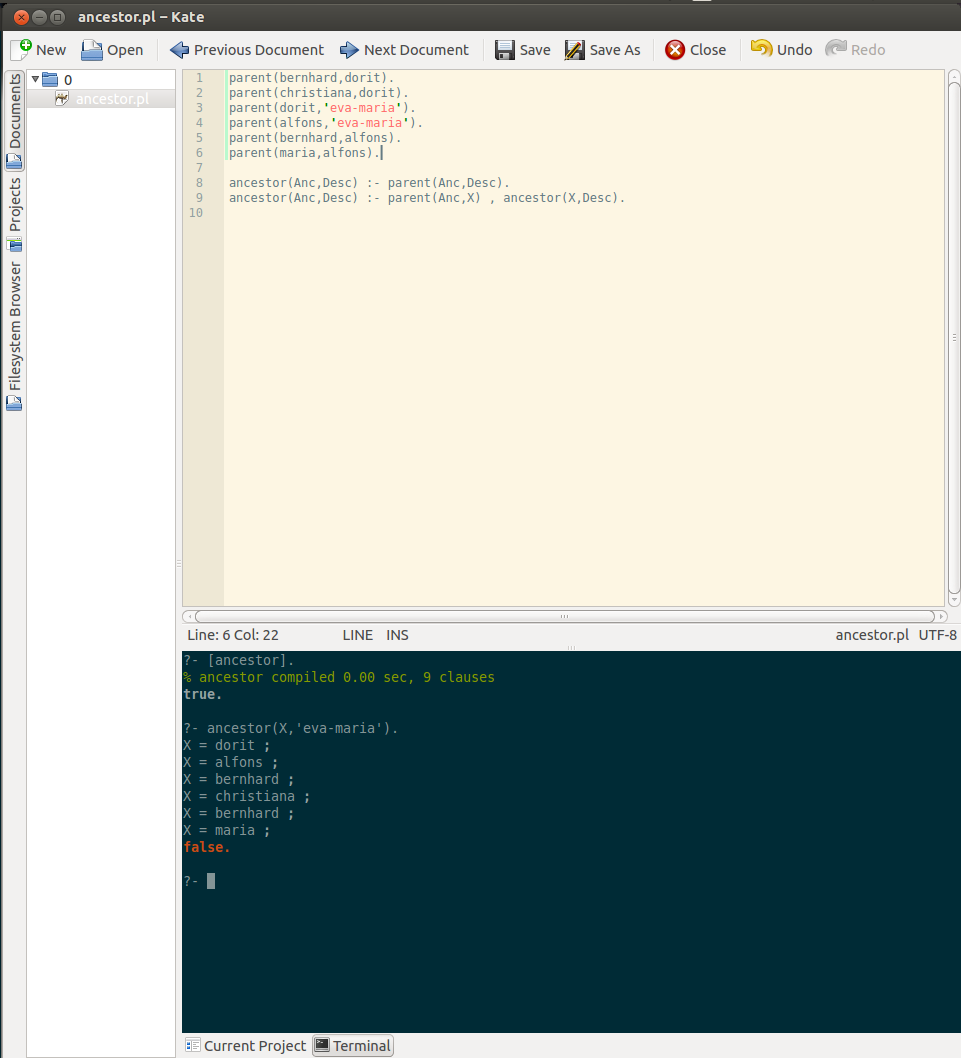 ancestor.pl – Kate
New Open Previous Document Next Document Save Save As Close Undo Redo
Documents
Projects
Filesystem Browser
0
ancestor.pl
1 parent(bernhard,dorit).
2 parent(christiana,dorit).
3 parent(dorit,'eva-maria').
4 parent(alfons,'eva-maria').
5 parent(bernhard,alfons).
6 parent(maria,alfons).
7
8 ancestor(Anc,Desc) :- parent(Anc,Desc).
9 ancestor(Anc,Desc) :- parent(Anc,X) , ancestor(X,Desc).
10
Line: 6 Col: 22 LINE INS ancestor.pl UTF-8
?- [ancestor].
% ancestor compiled 0.00 sec, 9 clauses
true.
?- ancestor(X,'eva-maria').
X = dorit ;
X = alfons ;
X = bernhard ;
X = christiana ;
X = bernhard ;
X = maria ;
false.
?-
Current Project Terminal